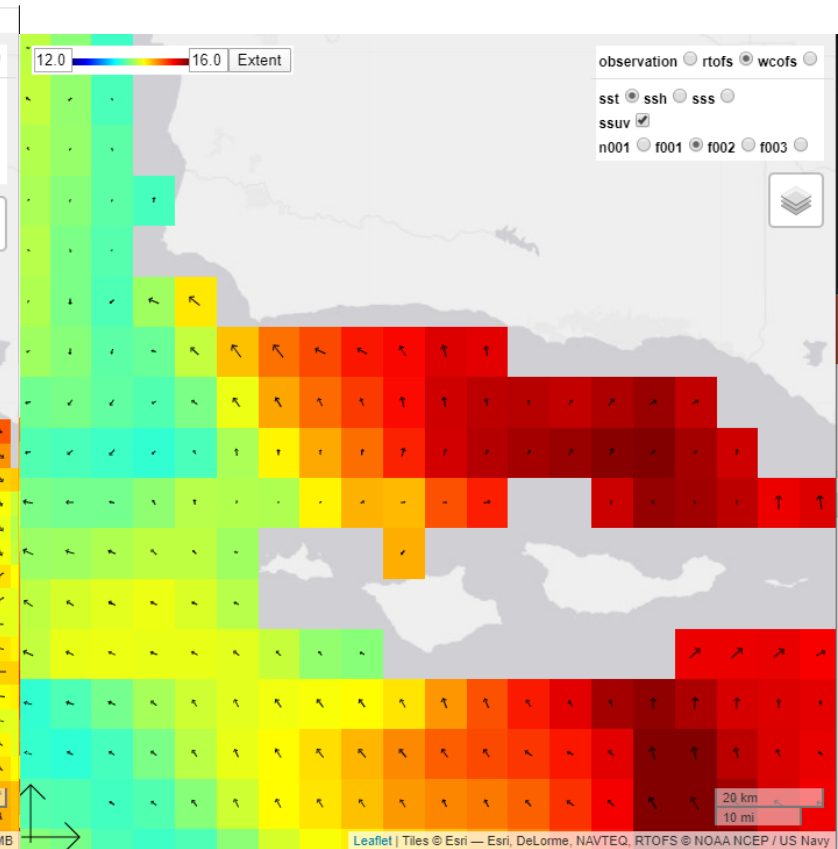 12.0 16.0 Extent
observation rtofs wcofs
sst ssh sss
ssuv
n001 f001 f002 f003
20 km
10 mi
MB
Leaflet | Tiles © Esri — Esri, DeLorme, NAVTEQ, RTOFS © NOAA NCEP / US Navy